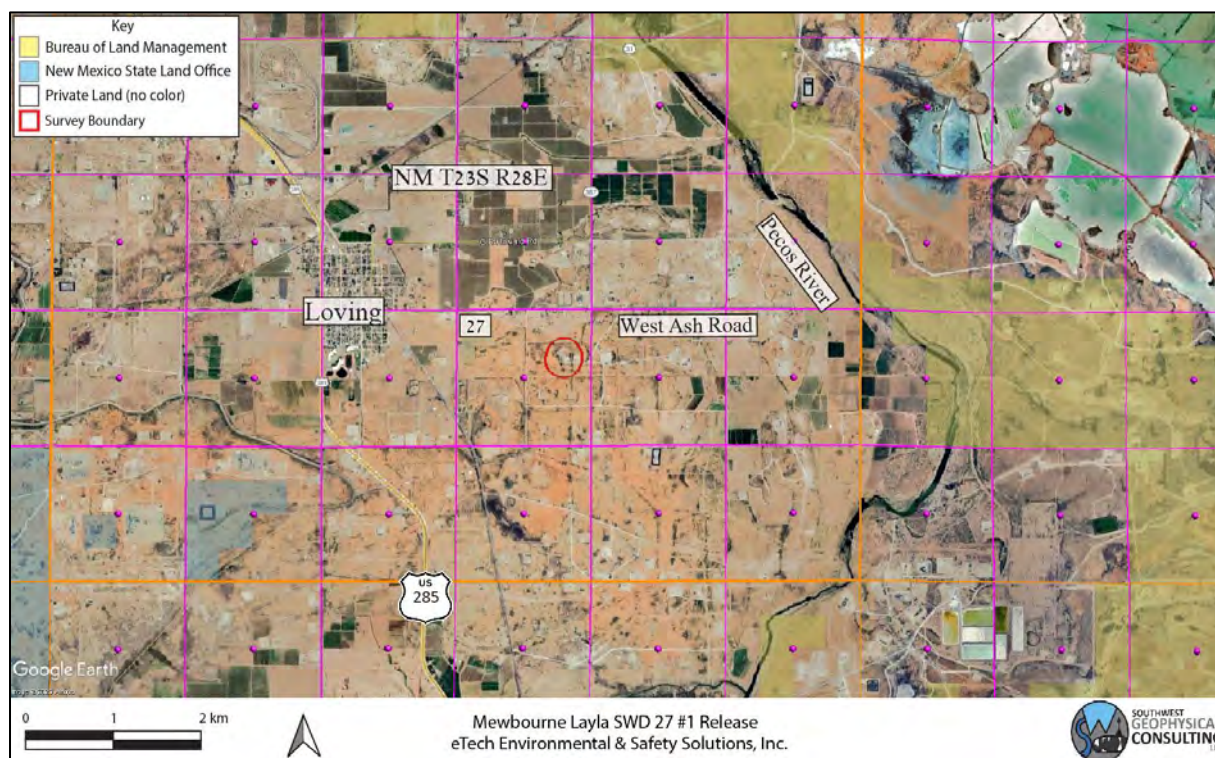 Key
Bureau of Land Management
New Mexico State Land Office
Private Land (no color)
Survey Boundary
31
NM T23S R28E
Pecos River
Loving
27
West Ash Road
US
285
Google Earth
0 1 2 km
Mewbourne Layla SWD 27 #1 Release
eTech Environmental & Safety Solutions, Inc.
SOUTHWEST
GEOPHYSICAL
CONSULTING